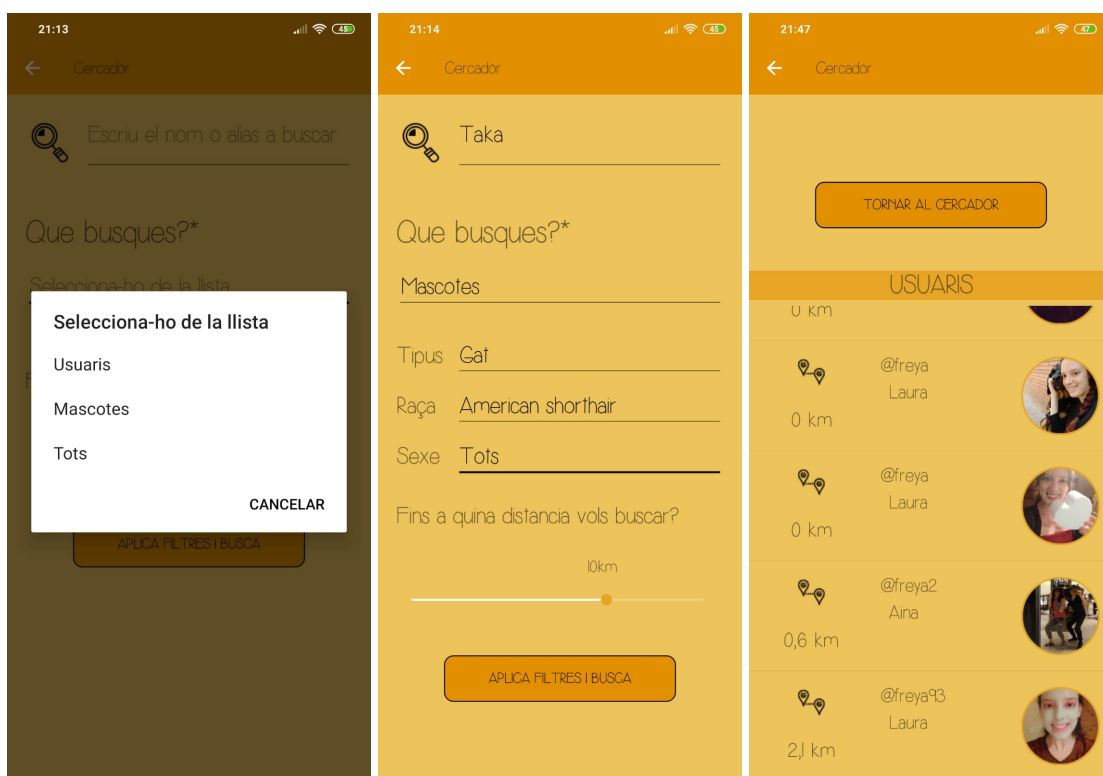 21:13
45
Cercador
Escriu el nom o alias a buscar
Que busques?*
Selecciona-ho de la llista
Selecciona-ho de la llista
Usuaris
Mascotes
Tots
CANCELAR
F
APLICA FILTRES I BUSCA
21:14
45
Cercador
Taka
Que busques?*
Mascotes
Tipus Gat
Raça American shorthair
Sexe Tots
Fins a quina distancia vols buscar?
10km
APLICA FILTRES I BUSCA
21:47
47
Cercador
TORNAR AL CERCADOR
USUARIS
0 km
@freya
Laura
0 km
@freya
Laura
0 km
@freya2
Aina
0,6 km
@freya93
Laura
2,1 km